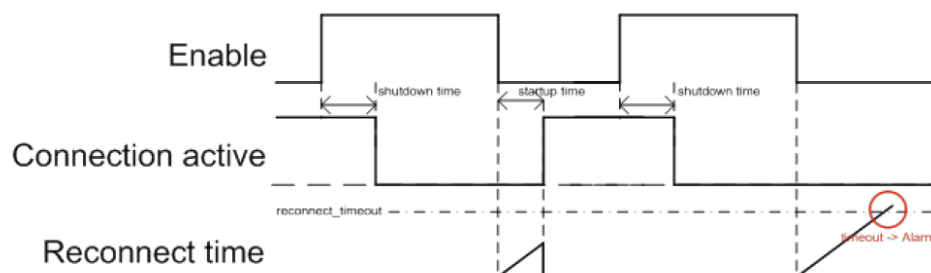 Enable
shutdown time
startup time
shutdown time
Connection active
reconnect_timeout
timeout -> Alarm
Reconnect time